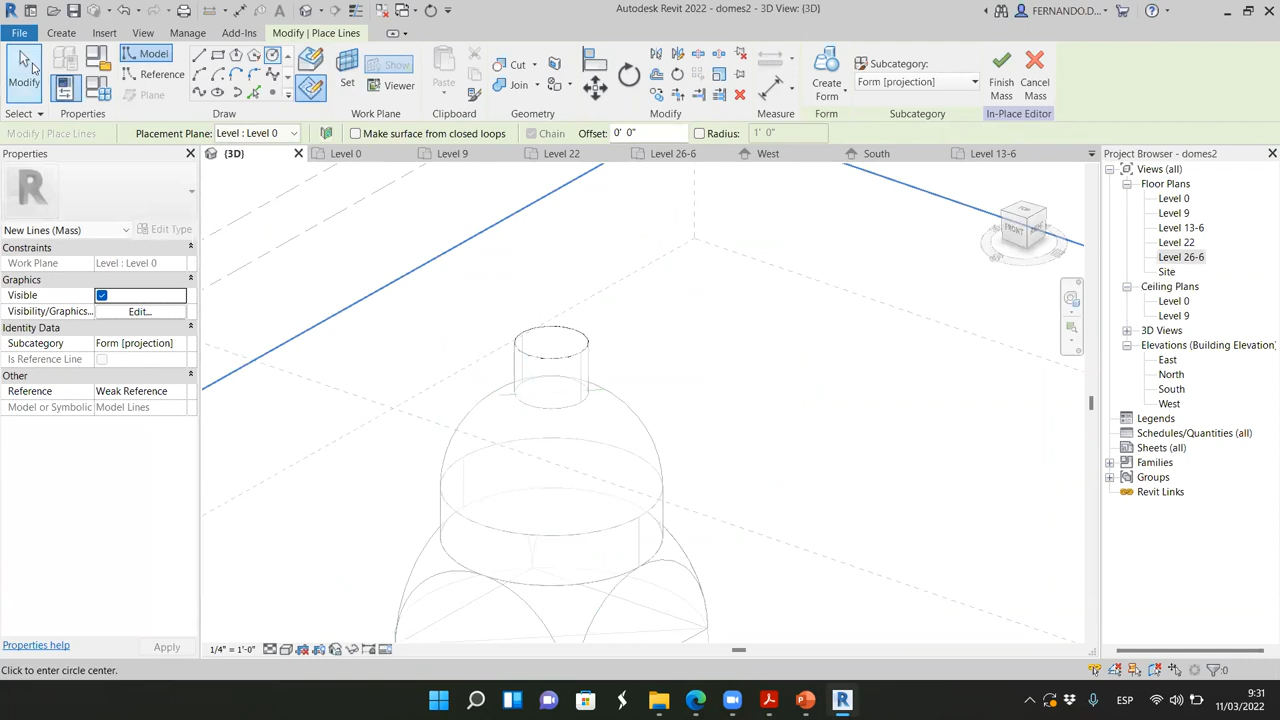 Autodesk Revit 2022 - domes2 - 3D View: {3D}
FERNANDO.D...
File Create Insert View Manage Add-Ins Modify | Place Lines
Modify
Model
Reference
Plane
Set
Show
Viewer
Paste
Cut
Join
Create
Form
Subcategory:
Form [projection]
Finish
Mass
Cancel
Mass
Select Properties Draw Work Plane Clipboard Geometry Modify Measure Form Subcategory In-Place Editor
Modify | Place Lines Placement Plane: Level : Level 0 Make surface from closed loops Chain Offset: 0' 0" Radius: 1' 0"
Properties
{3D} Level 0 Level 9 Level 22 Level 26-6 West South Level 13-6
New Lines (Mass) Edit Type
Constraints
Work Plane Level : Level 0
Graphics
Visible
Visibility/Graphics... Edit...
Identity Data
Subcategory Form [projection]
Is Reference Line
Other
Reference Weak Reference
Model or Symbolic Model Lines
Properties help Apply
TOP
FRONT
Project Browser - domes2
Views (all)
Floor Plans
Level 0
Level 9
Level 13-6
Level 22
Level 26-6
Site
Ceiling Plans
Level 0
Level 9
3D Views
Elevations (Building Elevation)
East
North
South
West
Legends
Schedules/Quantities (all)
Sheets (all)
Families
Groups
Revit Links
1/4" = 1'-0"
Click to enter circle center.
:0
ESP
9:31
11/03/2022